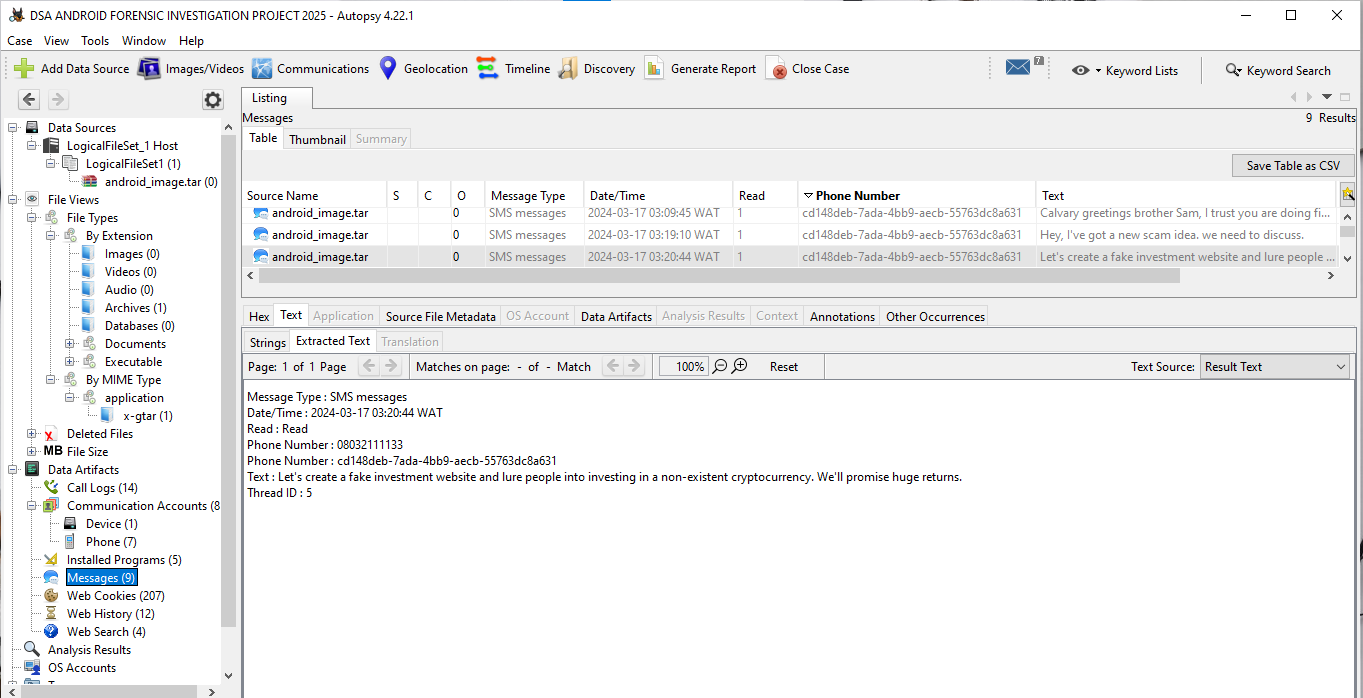 DSA ANDROID FORENSIC INVESTIGATION PROJECT 2025 - Autopsy 4.22.1
Case View Tools Window Help
Add Data Source Images/Videos Communications Geolocation Timeline Discovery Generate Report Close Case 7 Keyword Lists Keyword Search
Listing
Messages 9 Results
Table Thumbnail Summary
Save Table as CSV
Source Name S C O Message Type Date/Time Read Phone Number Text
android_image.tar 0 SMS messages 2024-03-17 03:09:45 WAT 1 cd148deb-7ada-4bb9-aecb-55763dc8a631 Calvary greetings brother Sam, I trust you are doing fi...
android_image.tar 0 SMS messages 2024-03-17 03:19:10 WAT 1 cd148deb-7ada-4bb9-aecb-55763dc8a631 Hey, I've got a new scam idea. we need to discuss.
android_image.tar 0 SMS messages 2024-03-17 03:20:44 WAT 1 cd148deb-7ada-4bb9-aecb-55763dc8a631 Let's create a fake investment website and lure people ...
Hex Text Application Source File Metadata OS Account Data Artifacts Analysis Results Context Annotations Other Occurrences
Strings Extracted Text Translation
Page: 1 of 1 Page Matches on page: - of - Match 100% Reset Text Source: Result Text
Message Type : SMS messages
Date/Time : 2024-03-17 03:20:44 WAT
Read : Read
Phone Number : 08032111133
Phone Number : cd148deb-7ada-4bb9-aecb-55763dc8a631
Text : Let's create a fake investment website and lure people into investing in a non-existent cryptocurrency. We'll promise huge returns.
Thread ID : 5
Data Sources
LogicalFileSet_1 Host
LogicalFileSet1 (1)
android_image.tar (0)
File Views
File Types
By Extension
Images (0)
Videos (0)
Audio (0)
Archives (1)
Databases (0)
Documents
Executable
By MIME Type
application
x-gtar (1)
Deleted Files
MB File Size
Data Artifacts
Call Logs (14)
Communication Accounts (8
Device (1)
Phone (7)
Installed Programs (5)
Messages (9)
Web Cookies (207)
Web History (12)
Web Search (4)
Analysis Results
OS Accounts